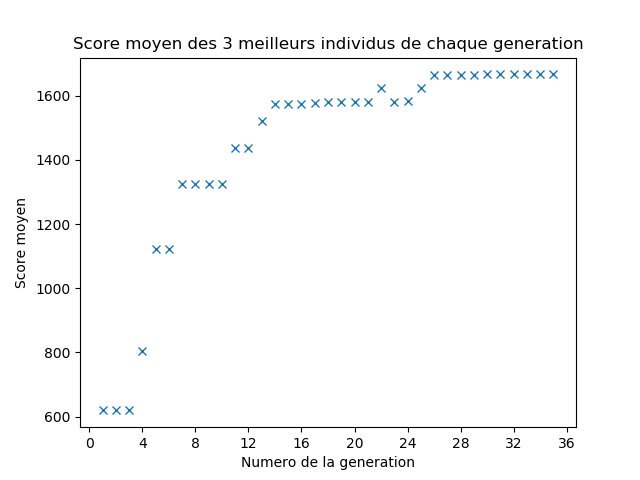 Score moyen des 3 meilleurs individus de chaque generation
1600
1400
1200
1000
800
600
Score moyen
0 4 8 12 16 20 24 28 32 36
Numero de la generation